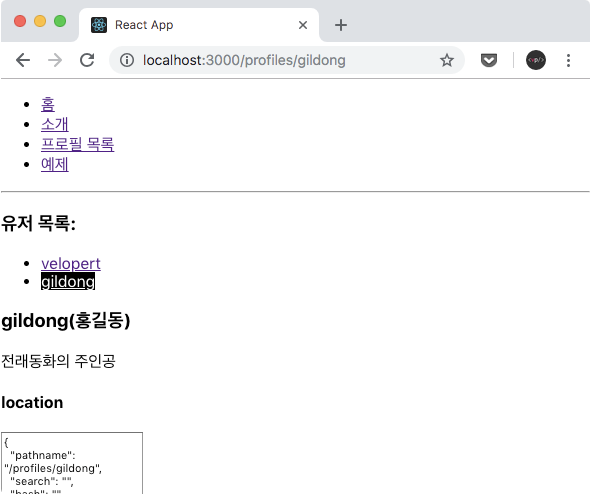 React App
localhost:3000/profiles/gildong
홈
소개
프로필 목록
예제
유저 목록:
velopert
gildong
gildong(홍길동)
전래동화의 주인공
location
{
"pathname":
"/profiles/gildong",
"search": "",
"hash": ""